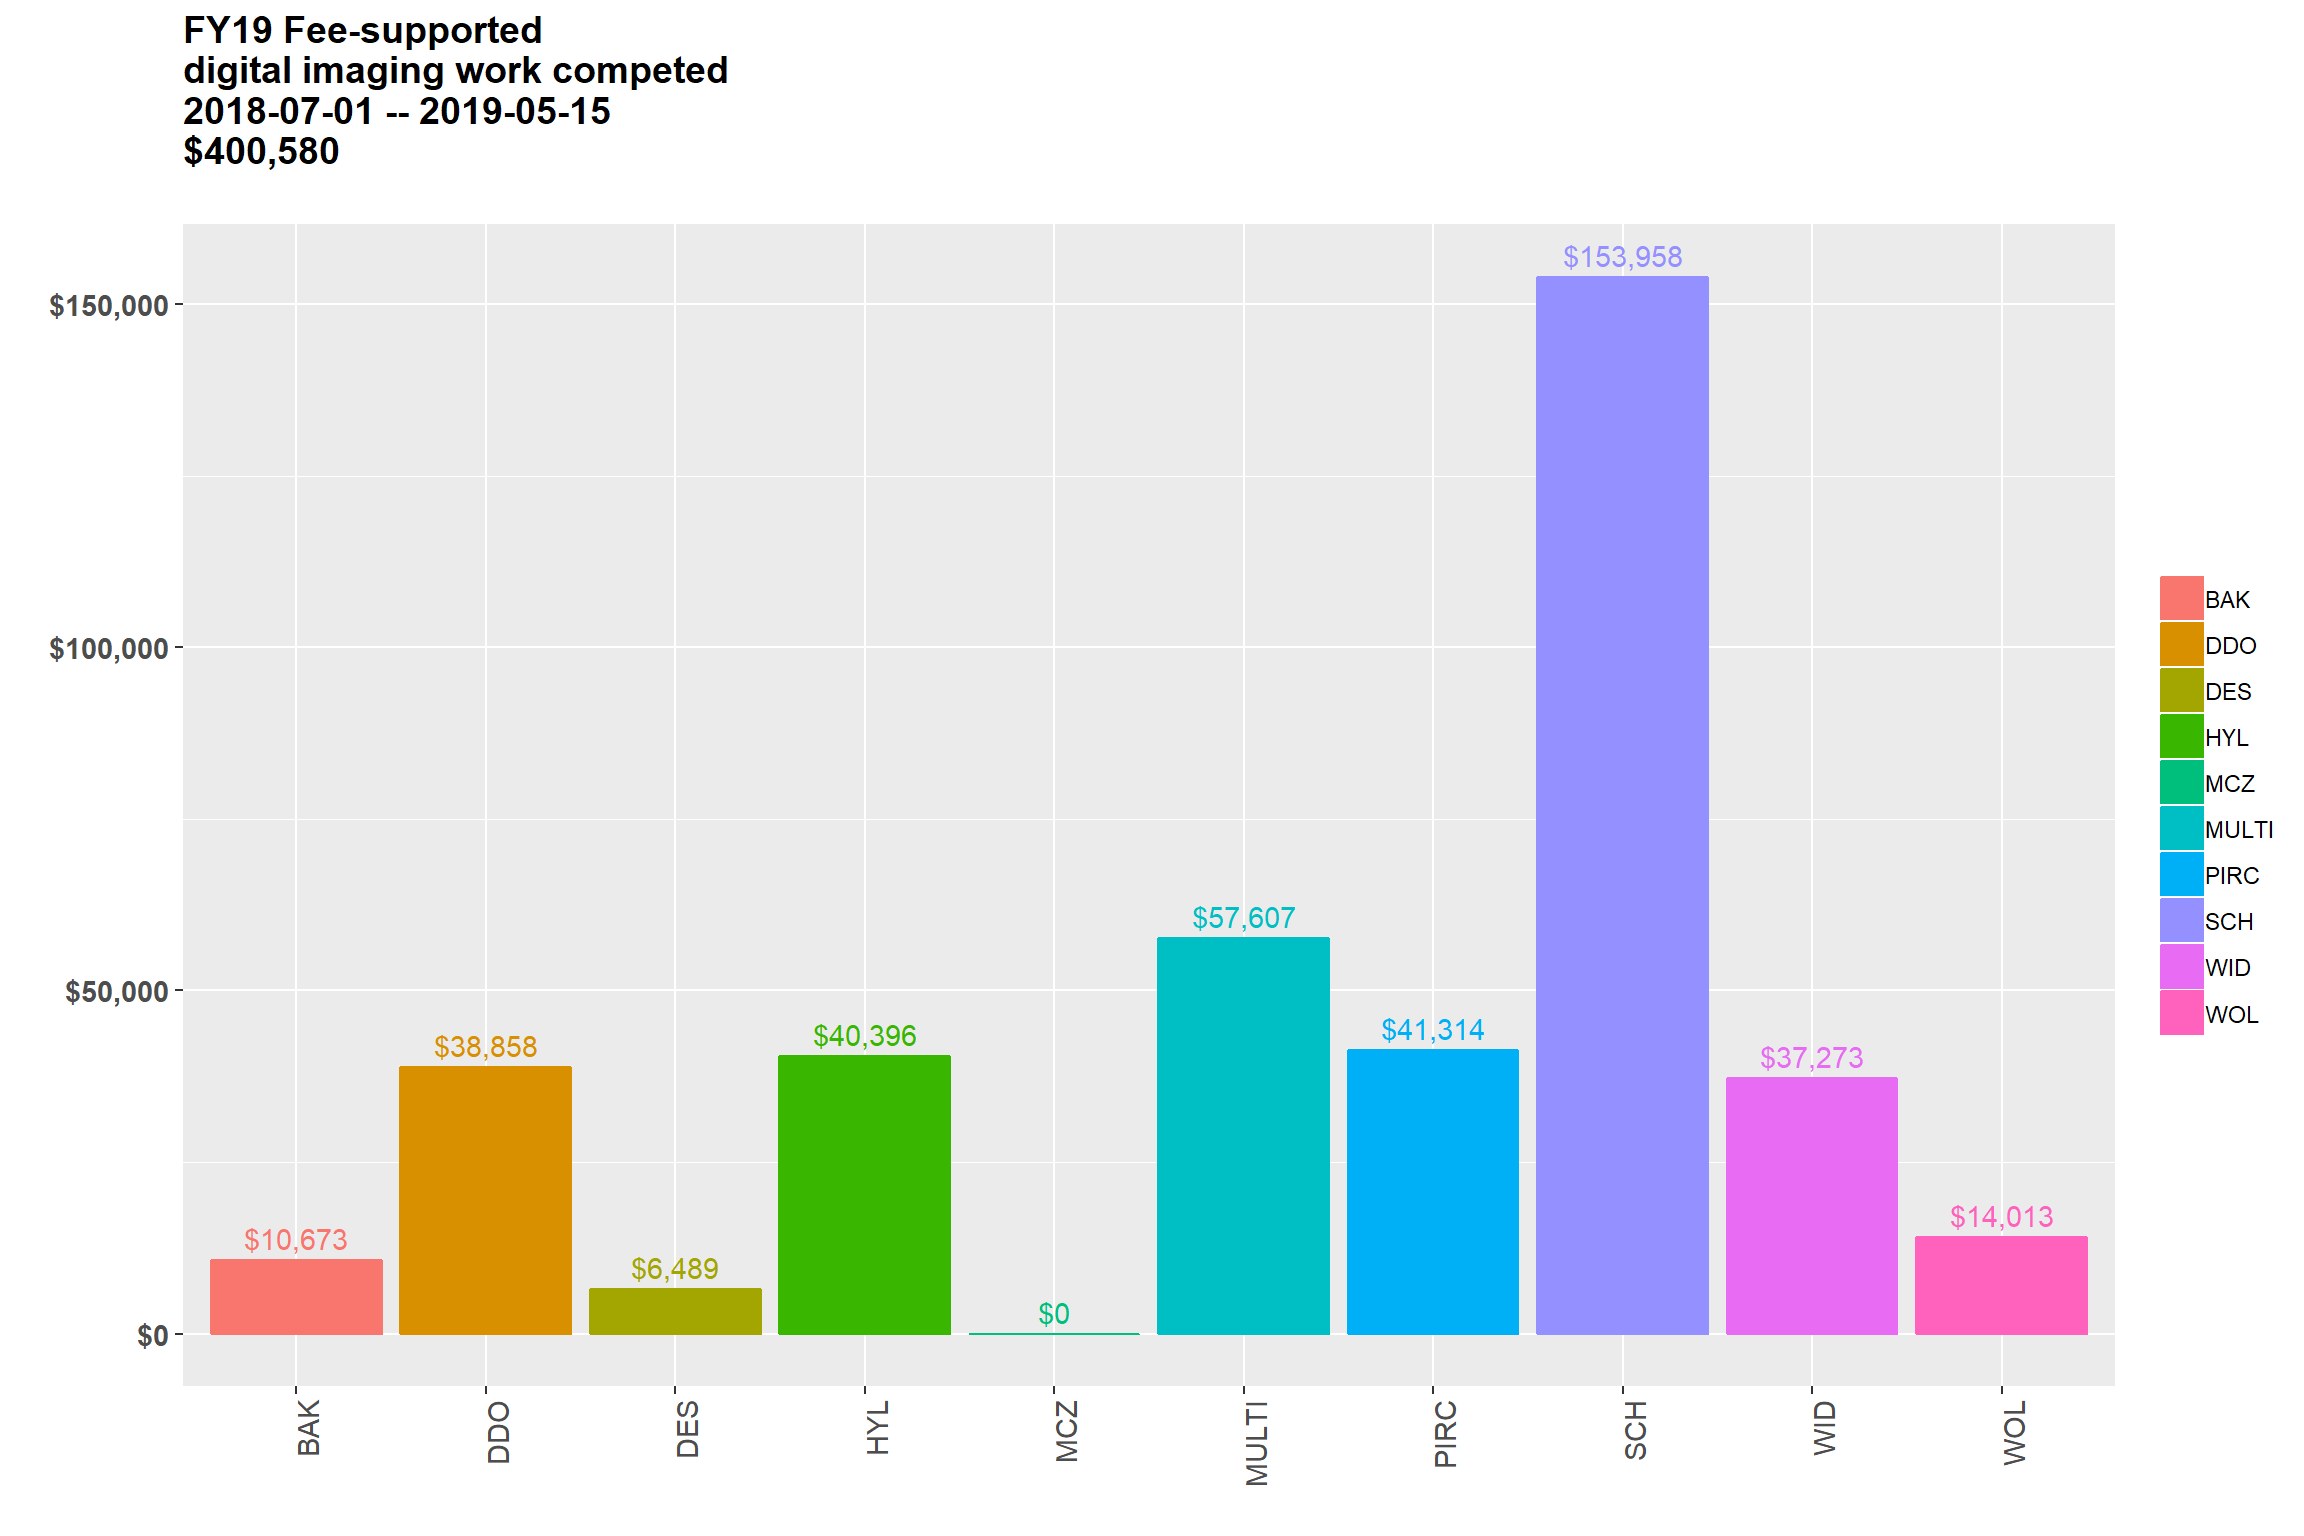 FY19 Fee-supported
digital imaging work competed
2018-07-01 -- 2019-05-15
$400,580
$150,000
$100,000
$50,000
$0
$10,673
$38,858
$6,489
$40,396
$0
$57,607
$41,314
$153,958
$37,273
$14,013
BAK
DDO
DES
HYL
MCZ
MULTI
PIRC
SCH
WID
WOL
BAK
DDO
DES
HYL
MCZ
MULTI
PIRC
SCH
WID
WOL